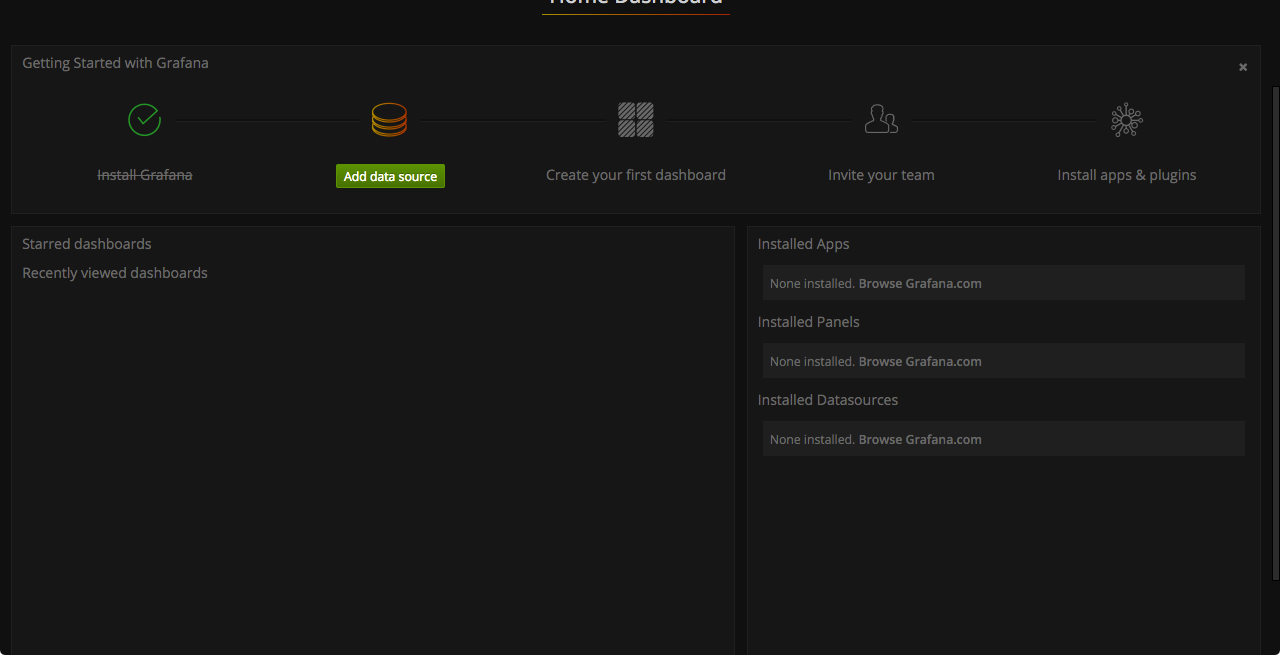 Home Dashboard
Getting Started with Grafana
Install Grafana
Add data source
Create your first dashboard
Invite your team
Install apps & plugins
Starred dashboards
Recently viewed dashboards
Installed Apps
None installed. Browse Grafana.com
Installed Panels
None installed. Browse Grafana.com
Installed Datasources
None installed. Browse Grafana.com